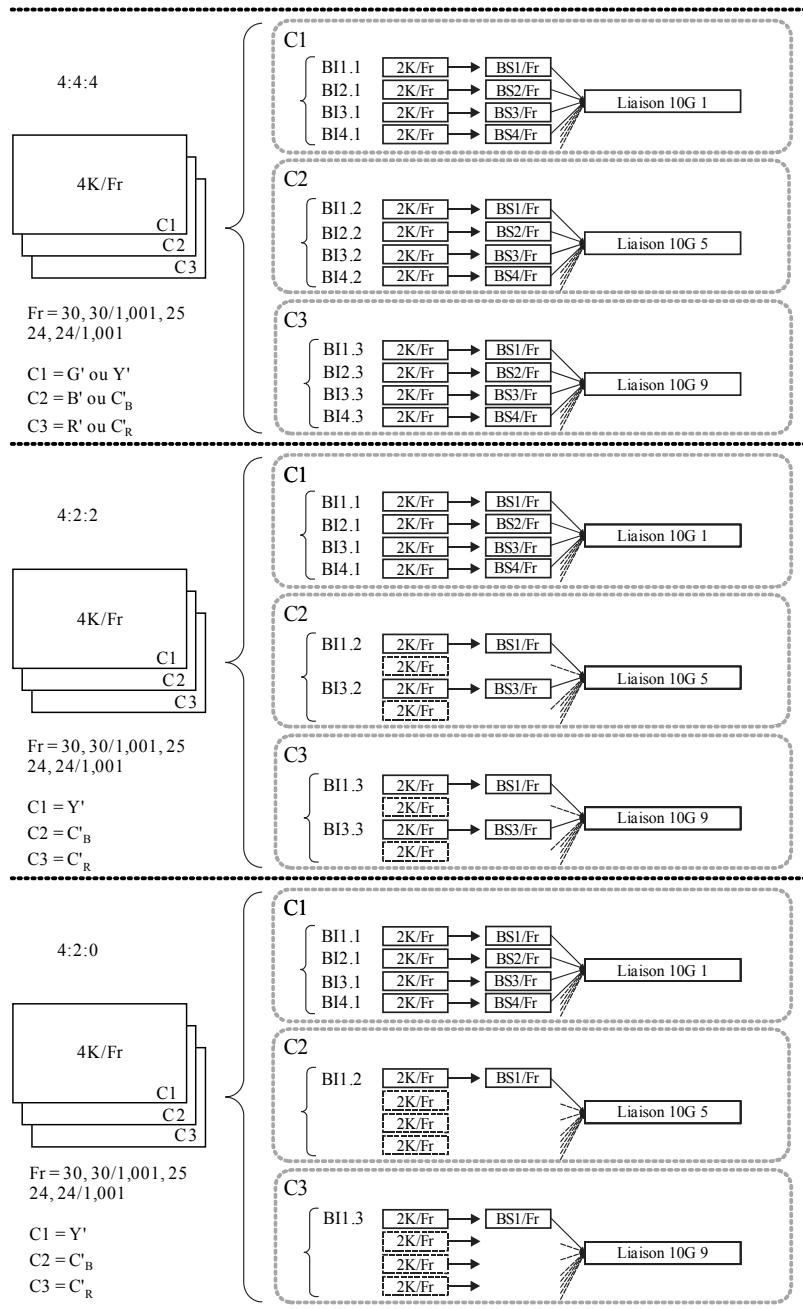 4:4:4
4K/Fr
C1
C2
C3
Fr = 30, 30/1,001, 25
24, 24/1,001
C1 = G' ou Y'
C2 = B' ou C'B
C3 = R' ou C'R
C1
BI1.1 2K/Fr BS1/Fr
BI2.1 2K/Fr BS2/Fr
BI3.1 2K/Fr BS3/Fr
BI4.1 2K/Fr BS4/Fr
Liaison 10G 1
C2
BI1.2 2K/Fr BS1/Fr
BI2.2 2K/Fr BS2/Fr
BI3.2 2K/Fr BS3/Fr
BI4.2 2K/Fr BS4/Fr
Liaison 10G 5
C3
BI1.3 2K/Fr BS1/Fr
BI2.3 2K/Fr BS2/Fr
BI3.3 2K/Fr BS3/Fr
BI4.3 2K/Fr BS4/Fr
Liaison 10G 9
4:2:2
4K/Fr
C1
C2
C3
Fr = 30, 30/1,001, 25
24, 24/1,001
C1 = Y'
C2 = C'B
C3 = C'R
C1
BI1.1 2K/Fr BS1/Fr
BI2.1 2K/Fr BS2/Fr
BI3.1 2K/Fr BS3/Fr
BI4.1 2K/Fr BS4/Fr
Liaison 10G 1
C2
BI1.2 2K/Fr BS1/Fr
2K/Fr
BI3.2 2K/Fr BS3/Fr
2K/Fr
Liaison 10G 5
C3
BI1.3 2K/Fr BS1/Fr
2K/Fr
BI3.3 2K/Fr BS3/Fr
2K/Fr
Liaison 10G 9
4:2:0
4K/Fr
C1
C2
C3
Fr = 30, 30/1,001, 25
24, 24/1,001
C1 = Y'
C2 = C'B
C3 = C'R
C1
BI1.1 2K/Fr BS1/Fr
BI2.1 2K/Fr BS2/Fr
BI3.1 2K/Fr BS3/Fr
BI4.1 2K/Fr BS4/Fr
Liaison 10G 1
C2
BI1.2 2K/Fr BS1/Fr
2K/Fr
2K/Fr
2K/Fr
Liaison 10G 5
C3
BI1.3 2K/Fr BS1/Fr
2K/Fr
2K/Fr
2K/Fr
Liaison 10G 9